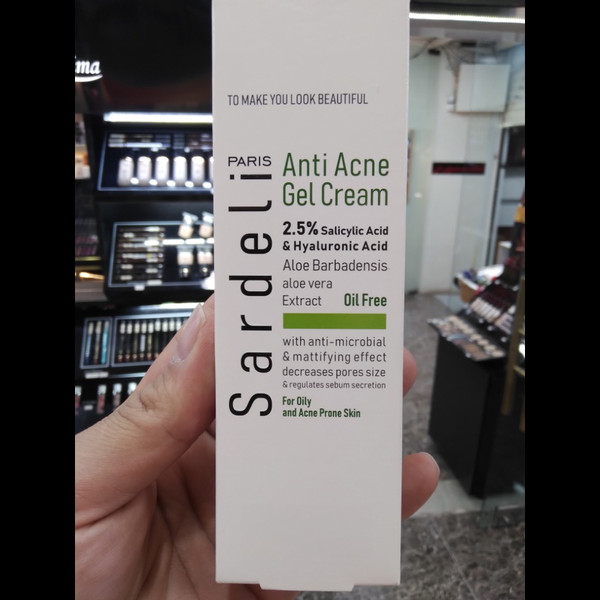 TO MAKE YOU LOOK BEAUTIFUL
PARIS
Sardeli
Anti Acne
Gel Cream
2.5% Salicylic Acid
& Hyaluronic Acid
Aloe Barbadensis
aloe vera
Extract Oil Free
with anti-microbial
& mattifying effect
decreases pores size
& regulates sebum secretion
For Oily
and Acne Prone Skin